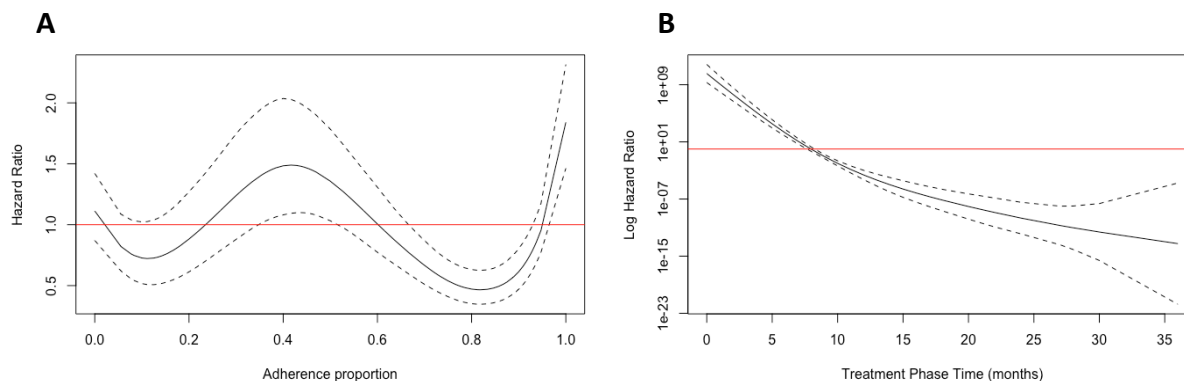 A
Hazard Ratio
2.0
1.5
1.0
0.5
0.0 0.2 0.4 0.6 0.8 1.0
Adherence proportion
B
Log Hazard Ratio
1e+09
1e+01
1e-07
1e-15
1e-23
0 5 10 15 20 25 30 35
Treatment Phase Time (months)